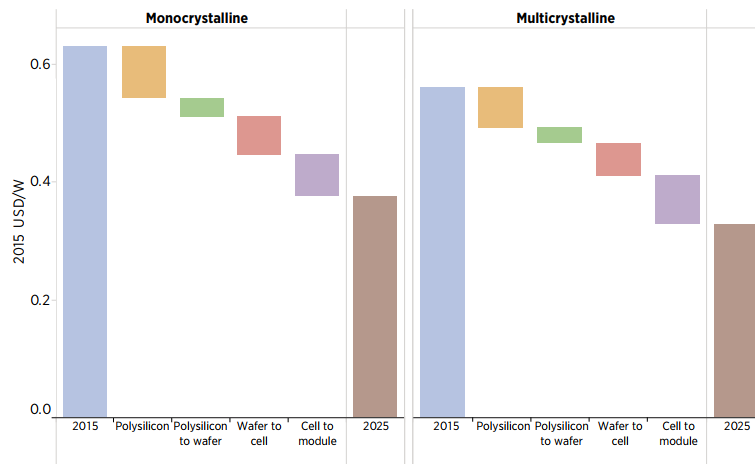 Monocrystalline
Multicrystalline
2015 USD/W
0.6
0.4
0.2
0.0
2015
Polysilicon
Polysilicon
to wafer
Wafer to
cell
Cell to
module
2025
2015
Polysilicon
Polysilicon
to wafer
Wafer to
cell
Cell to
module
2025